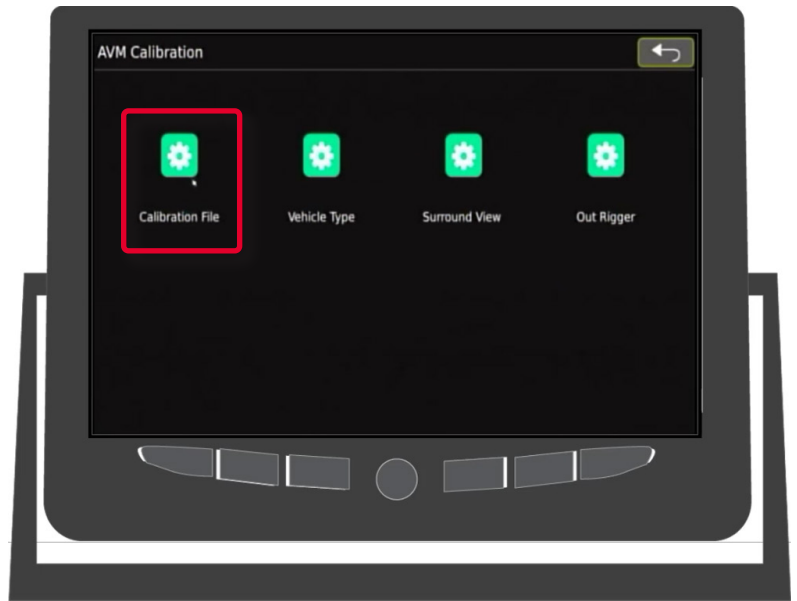 AVM Calibration
Calibration File
Vehicle Type
Surround View
Out Rigger